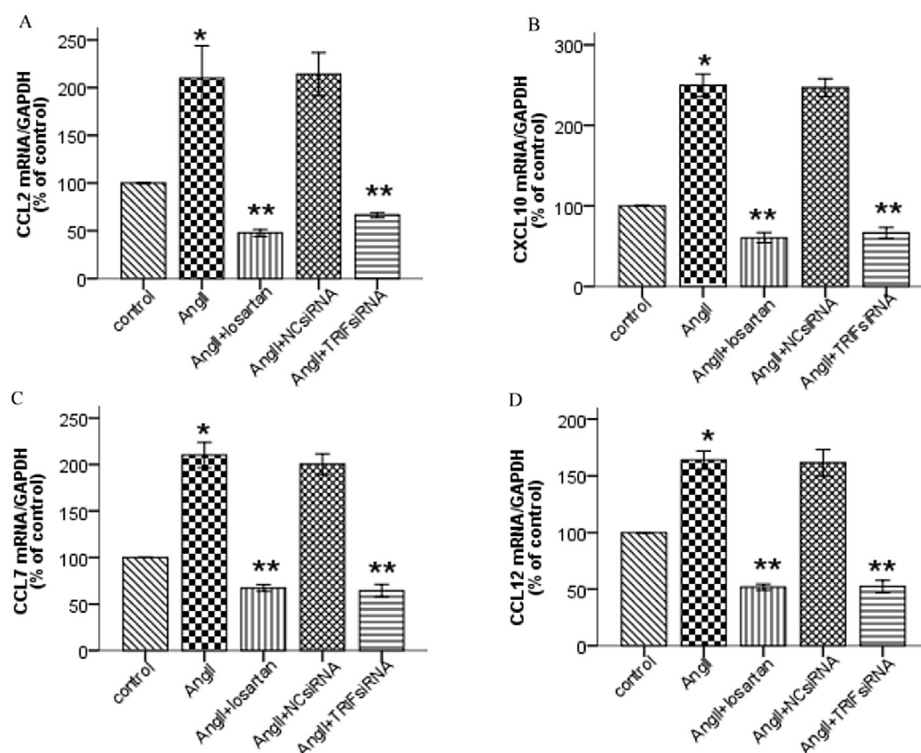 A
CCL2 mRNA/GAPDH
(% of control)
250
200
150
100
50
0
*
**
**
control
AngII
AngII+losartan
AngII+NCsiRNA
AngII+TRIFsiRNA
B
CXCL10 mRNA/GAPDH
(% of control)
300
200
100
0
*
**
**
control
AngII
AngII+losartan
AngII+NCsiRNA
AngII+TRIFsiRNA
C
CCL7 mRNA/GAPDH
(% of control)
250
200
150
100
50
0
*
**
**
control
AngII
AngII+losartan
AngII+NCsiRNA
AngII+TRIFsiRNA
D
CCL12 mRNA/GAPDH
(% of control)
200
150
100
50
0
*
**
**
control
AngII
AngII+losartan
AngII+NCsiRNA
AngII+TRIFsiRNA